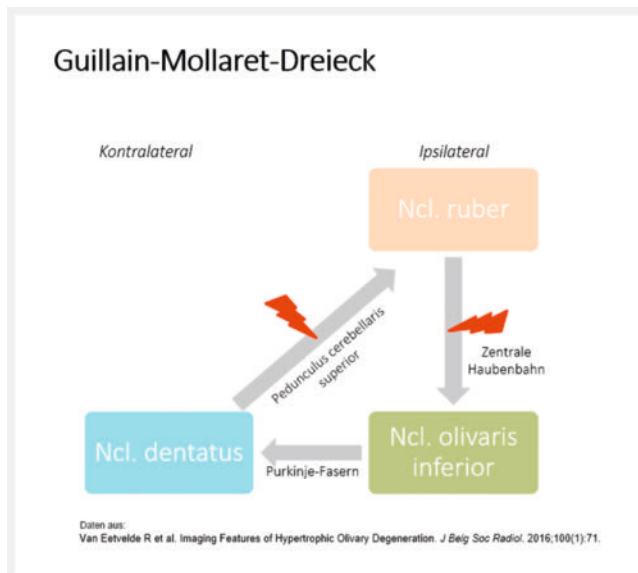 Guillain-Mollaret-Dreieck
Kontralateral
Ipsilateral
Ncl. ruber
Pedunculus cerebellaris
superior
Zentrale
Haubenbahn
Ncl. dentatus
Purkinje-Fasern
Ncl. olivaris
inferior
Daten aus:
Van Eetvelde R et al. Imaging Features of Hypertrophic Olivary Degeneration. J Belg Soc Radiol. 2016;100(1):71.